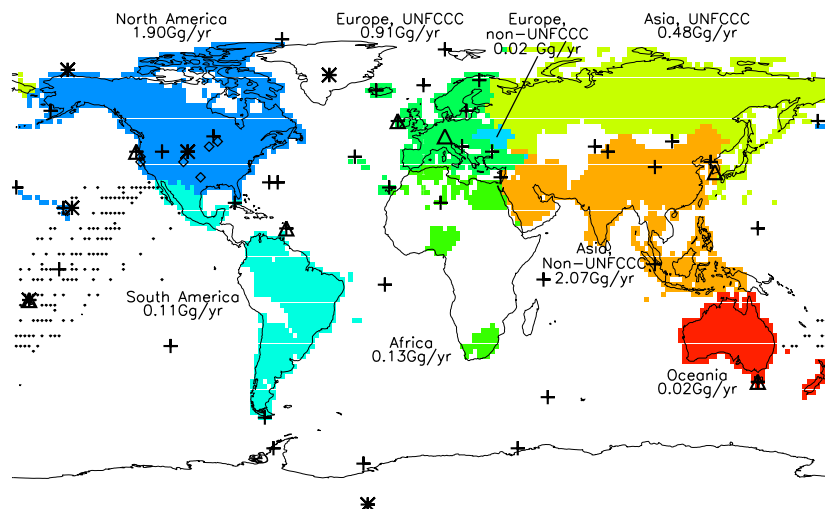 North America
1.90Gg/yr
Europe, UNFCCC
0.91Gg/yr
Europe,
non-UNFCCC
0.02 Gg/yr
Asia, UNFCCC
0.48Gg/yr
Asia,
Non-UNFCCC
2.07Gg/yr
South America
0.11Gg/yr
Africa
0.13Gg/yr
Oceania
0.02Gg/yr